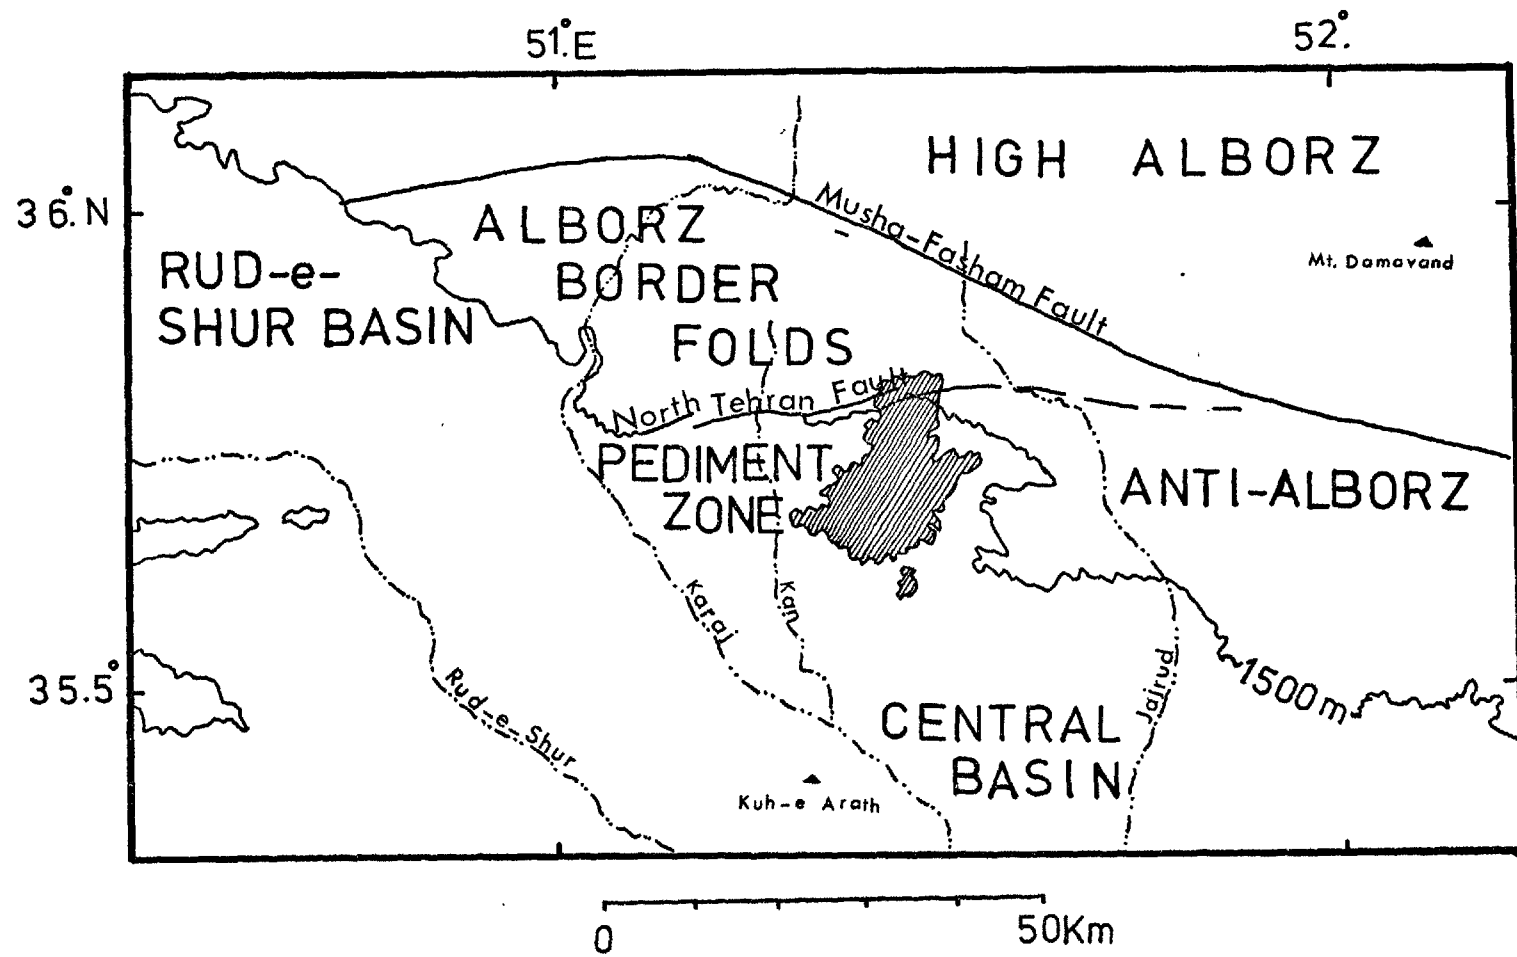 51.°E
52.°
HIGH ALBORZ
36.°N
Musha-Fasham Fault
ALBORZ
BORDER
FOLDS
Mt. Damavand
RUD-e-
SHUR BASIN
North Tehran Fault
PEDIMENT
ZONE
ANTI-ALBORZ
Karaj
Kan
Jajrud
35.5°
Rud-e-Shur
1500m
CENTRAL
BASIN
Kuh-e Arath
0
50Km